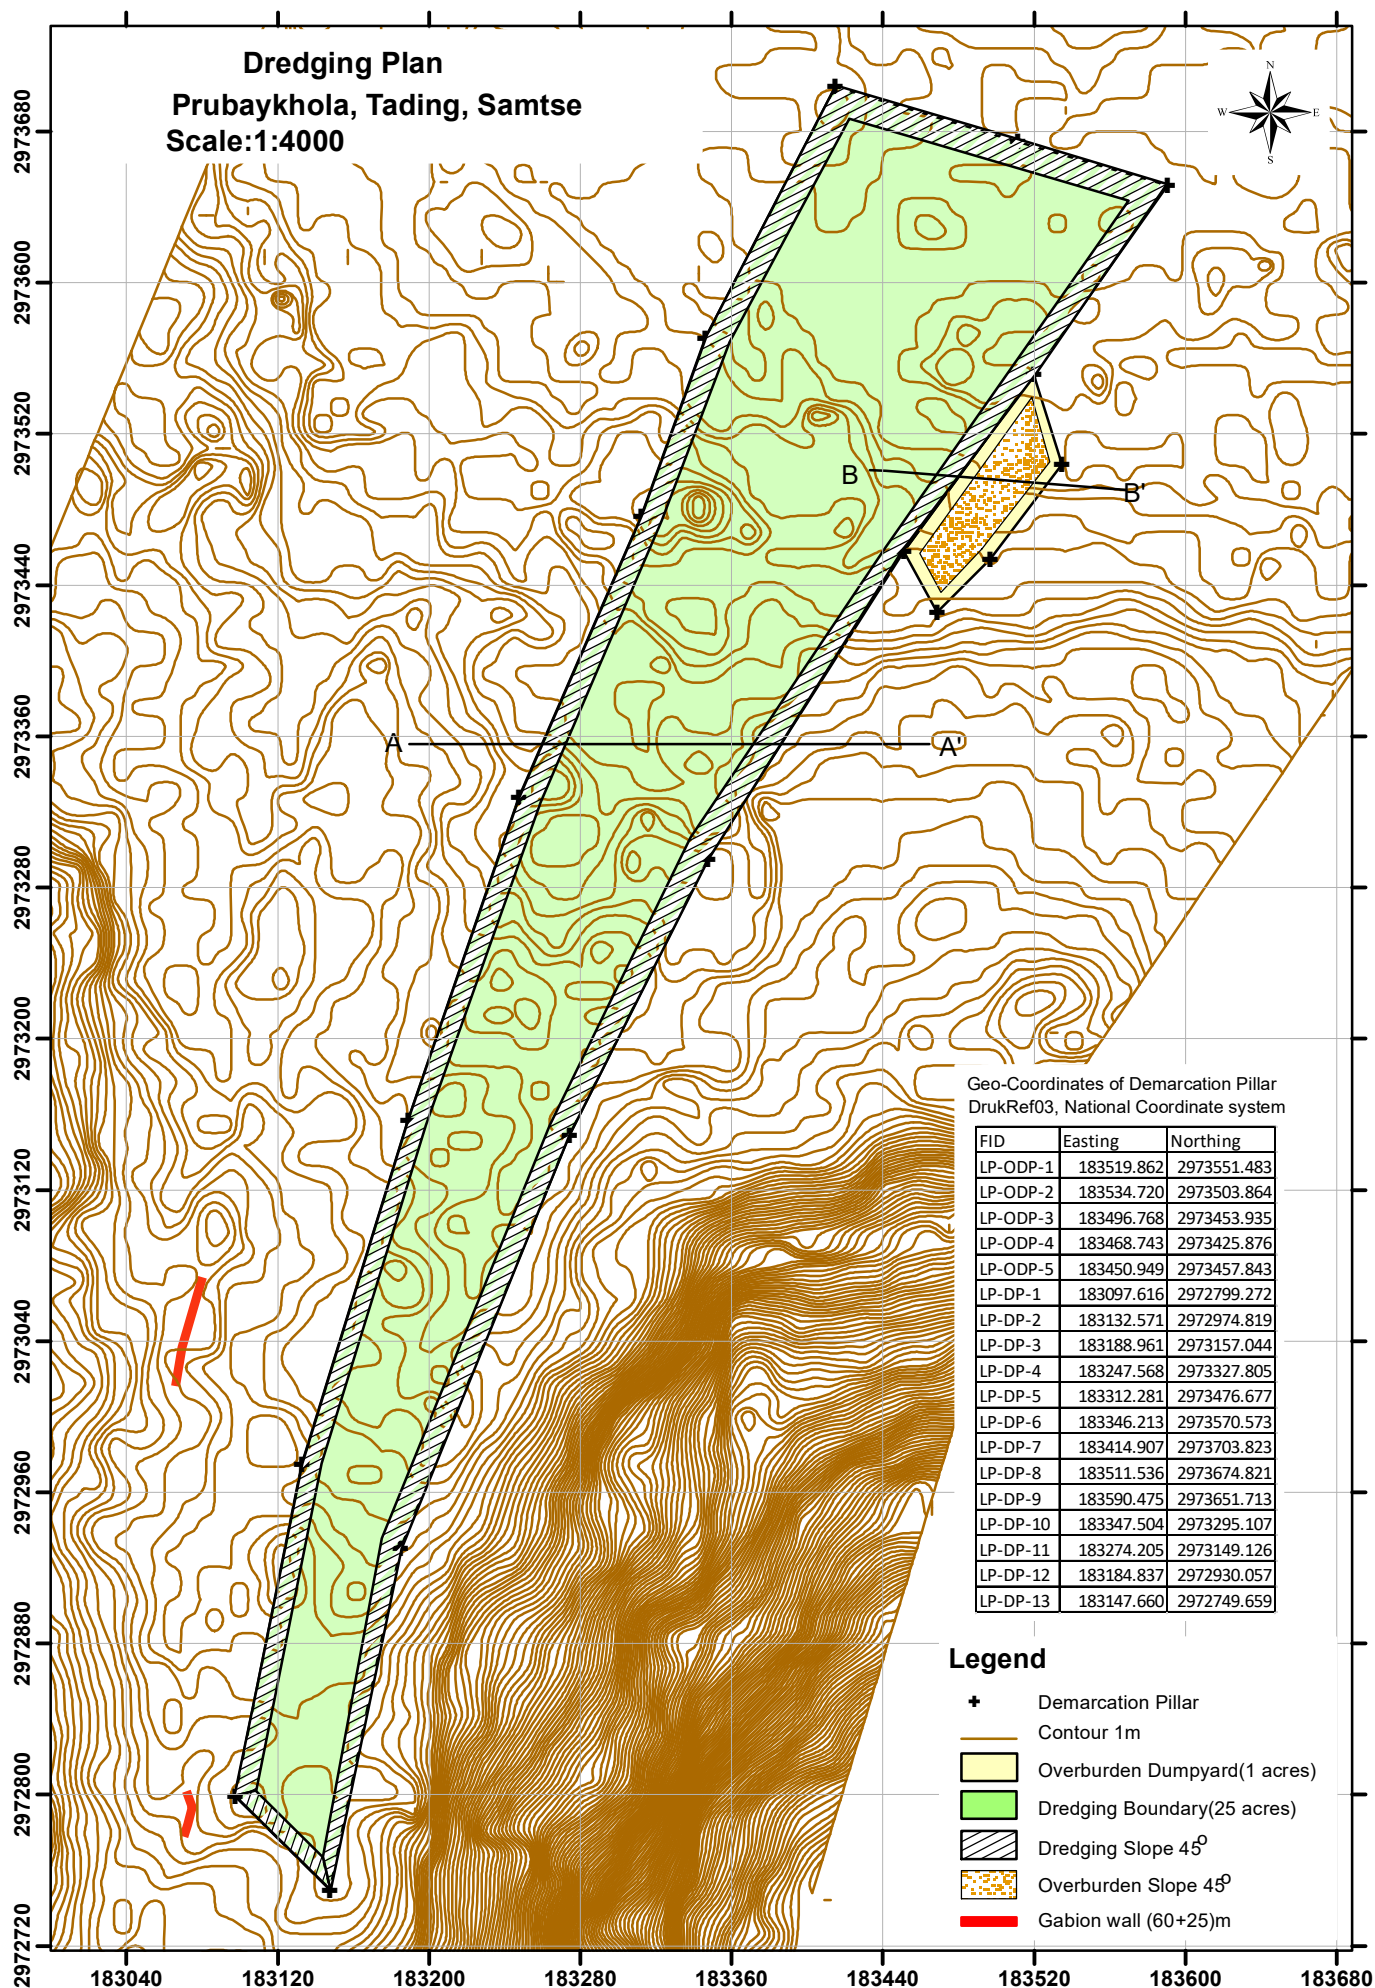 Dredging Plan
Prubaykhola, Tading, Samtse
Scale:1:4000
N
W E
S
2973680
2973600
2973520
2973440
2973360
2973280
2973200
2973120
2973040
2972960
2972880
2972800
2972720
B B'
A A'
Geo-Coordinates of Demarcation Pillar
DrukRef03, National Coordinate system
FID Easting Northing
LP-ODP-1 183519.862 2973551.483
LP-ODP-2 183534.720 2973503.864
LP-ODP-3 183496.768 2973453.935
LP-ODP-4 183468.743 2973425.876
LP-ODP-5 183450.949 2973457.843
LP-DP-1 183097.616 2972799.272
LP-DP-2 183132.571 2972974.819
LP-DP-3 183188.961 2973157.044
LP-DP-4 183247.568 2973327.805
LP-DP-5 183312.281 2973476.677
LP-DP-6 183346.213 2973570.573
LP-DP-7 183414.907 2973703.823
LP-DP-8 183511.536 2973674.821
LP-DP-9 183590.475 2973651.713
LP-DP-10 183347.504 2973295.107
LP-DP-11 183274.205 2973149.126
LP-DP-12 183184.837 2972930.057
LP-DP-13 183147.660 2972749.659
Legend
Demarcation Pillar
Contour 1m
Overburden Dumpyard(1 acres)
Dredging Boundary(25 acres)
Dredging Slope 45°
Overburden Slope 45°
Gabion wall (60+25)m
183040 183120 183200 183280 183360 183440 183520 183600 183680